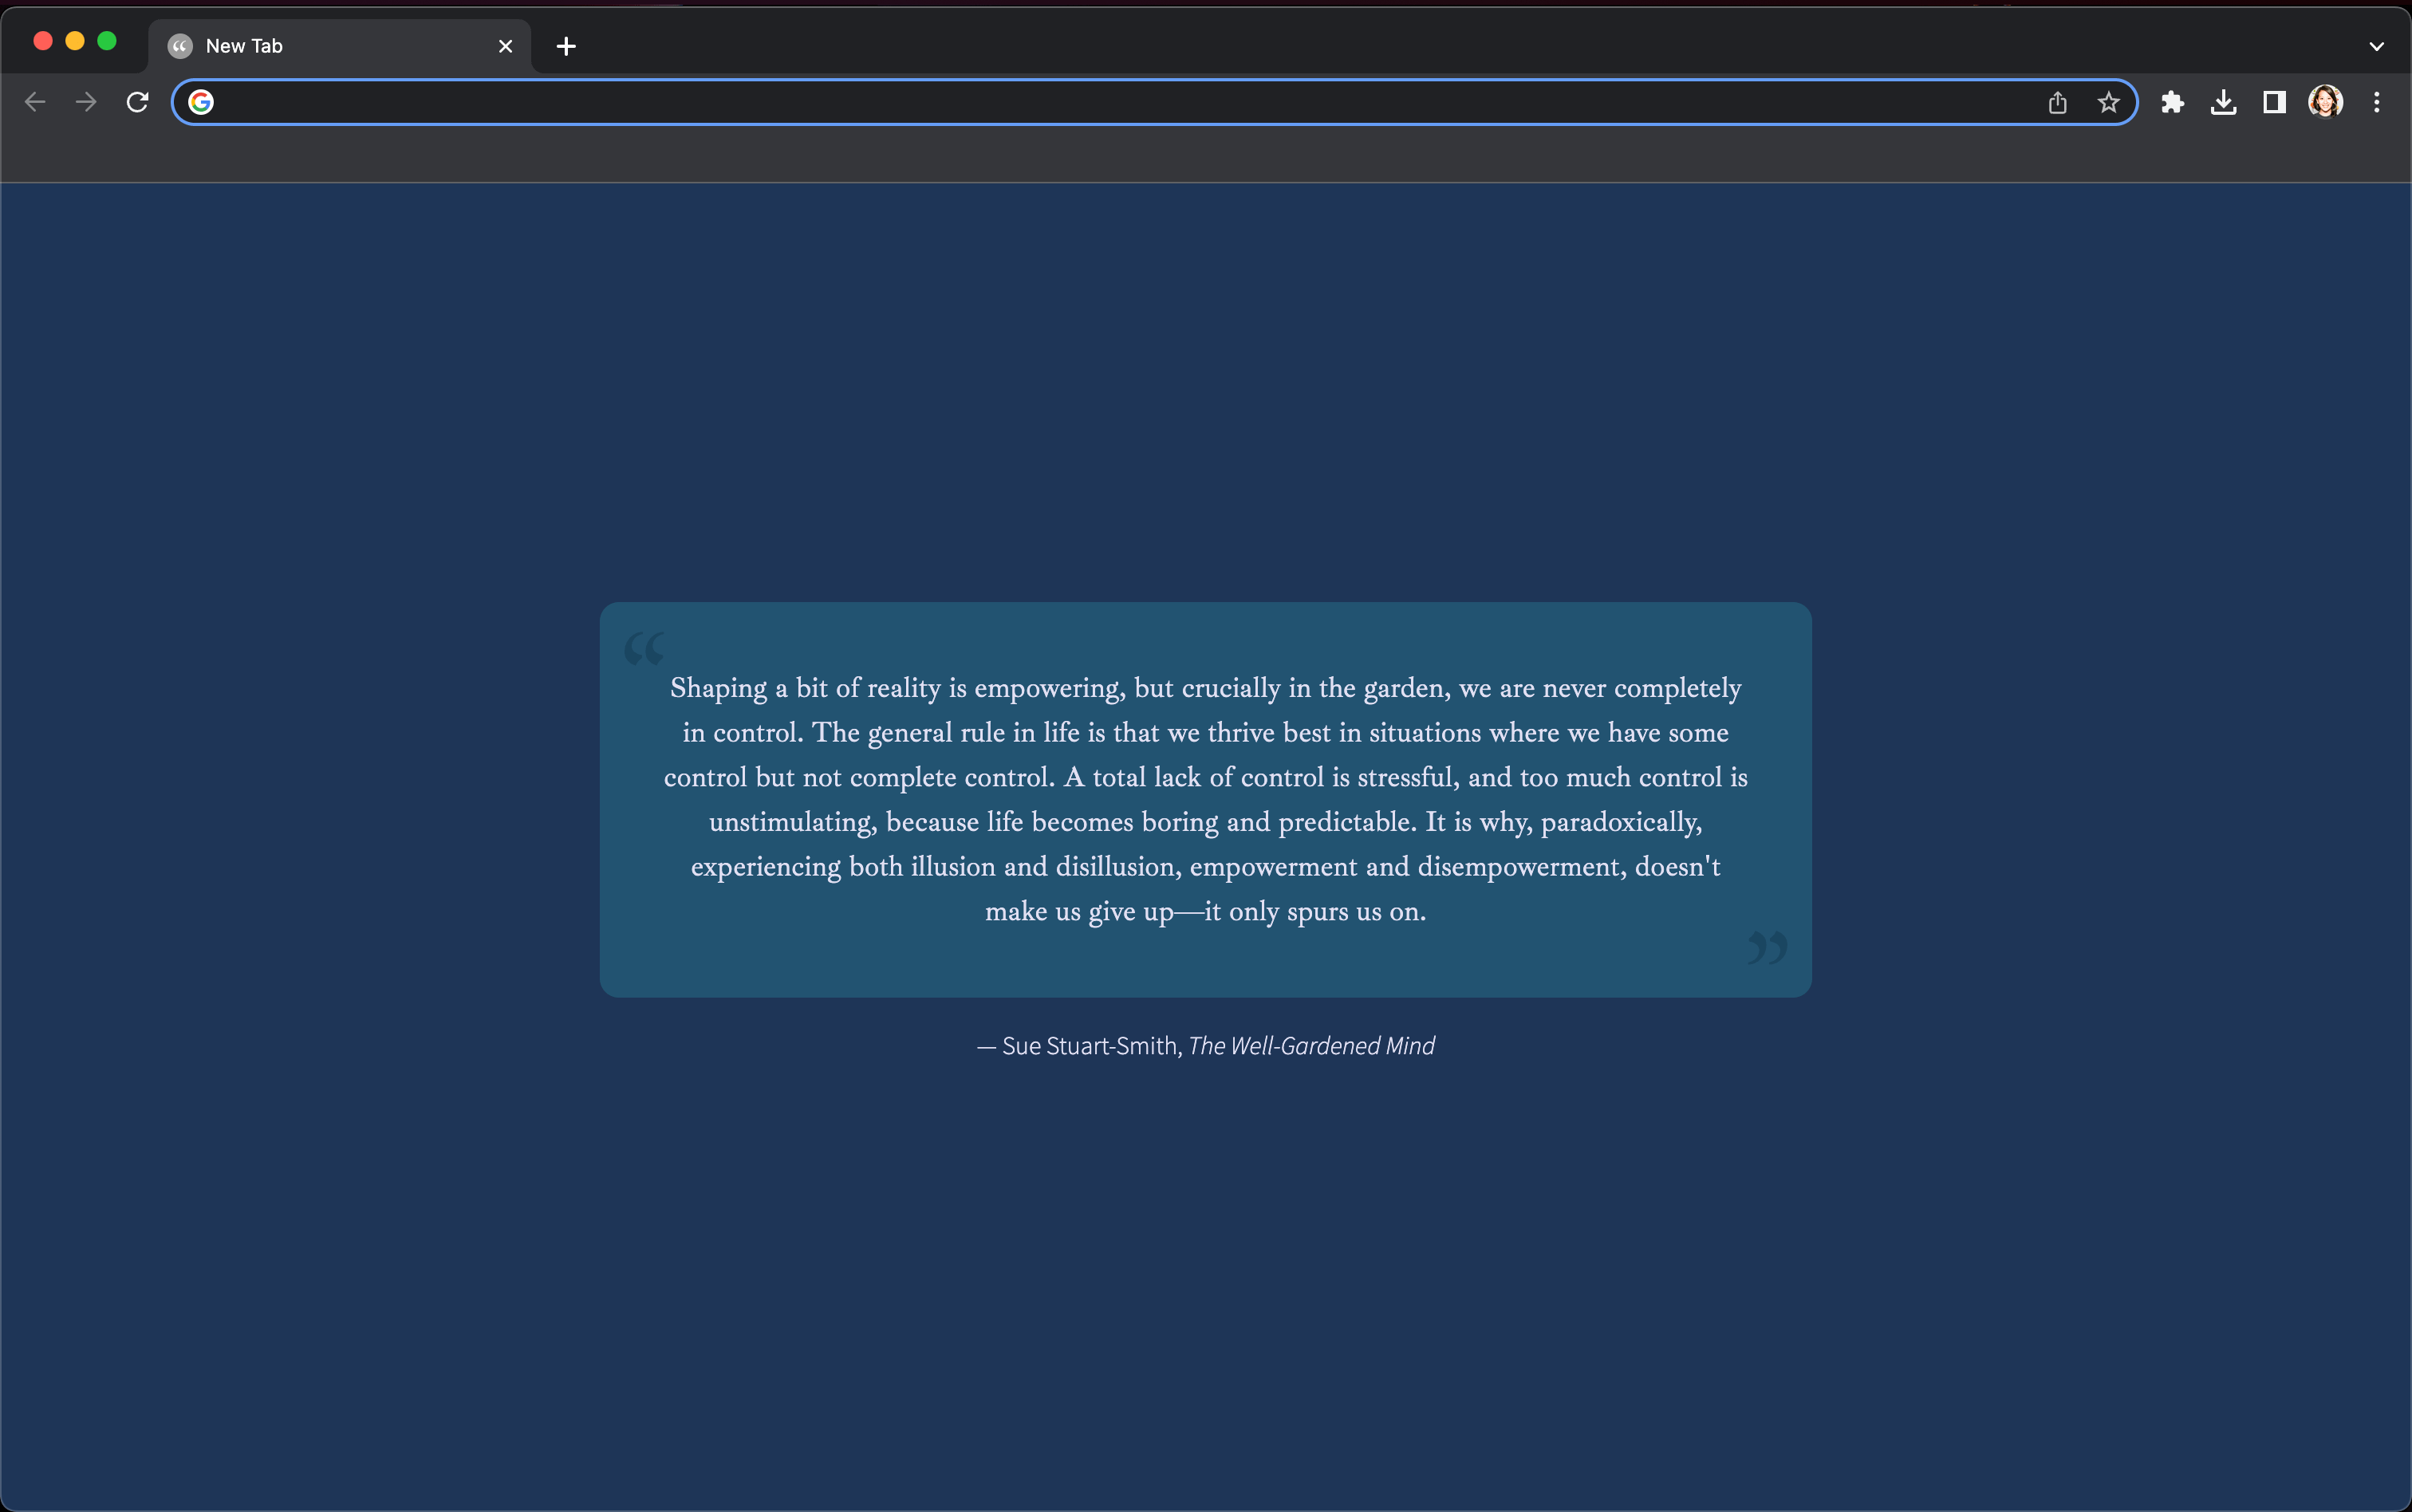 New Tab
“
Shaping a bit of reality is empowering, but crucially in the garden, we are never completely
in control. The general rule in life is that we thrive best in situations where we have some
control but not complete control. A total lack of control is stressful, and too much control is
unstimulating, because life becomes boring and predictable. It is why, paradoxically,
experiencing both illusion and disillusion, empowerment and disempowerment, doesn't
make us give up—it only spurs us on.
”
— Sue Stuart-Smith, The Well-Gardened Mind